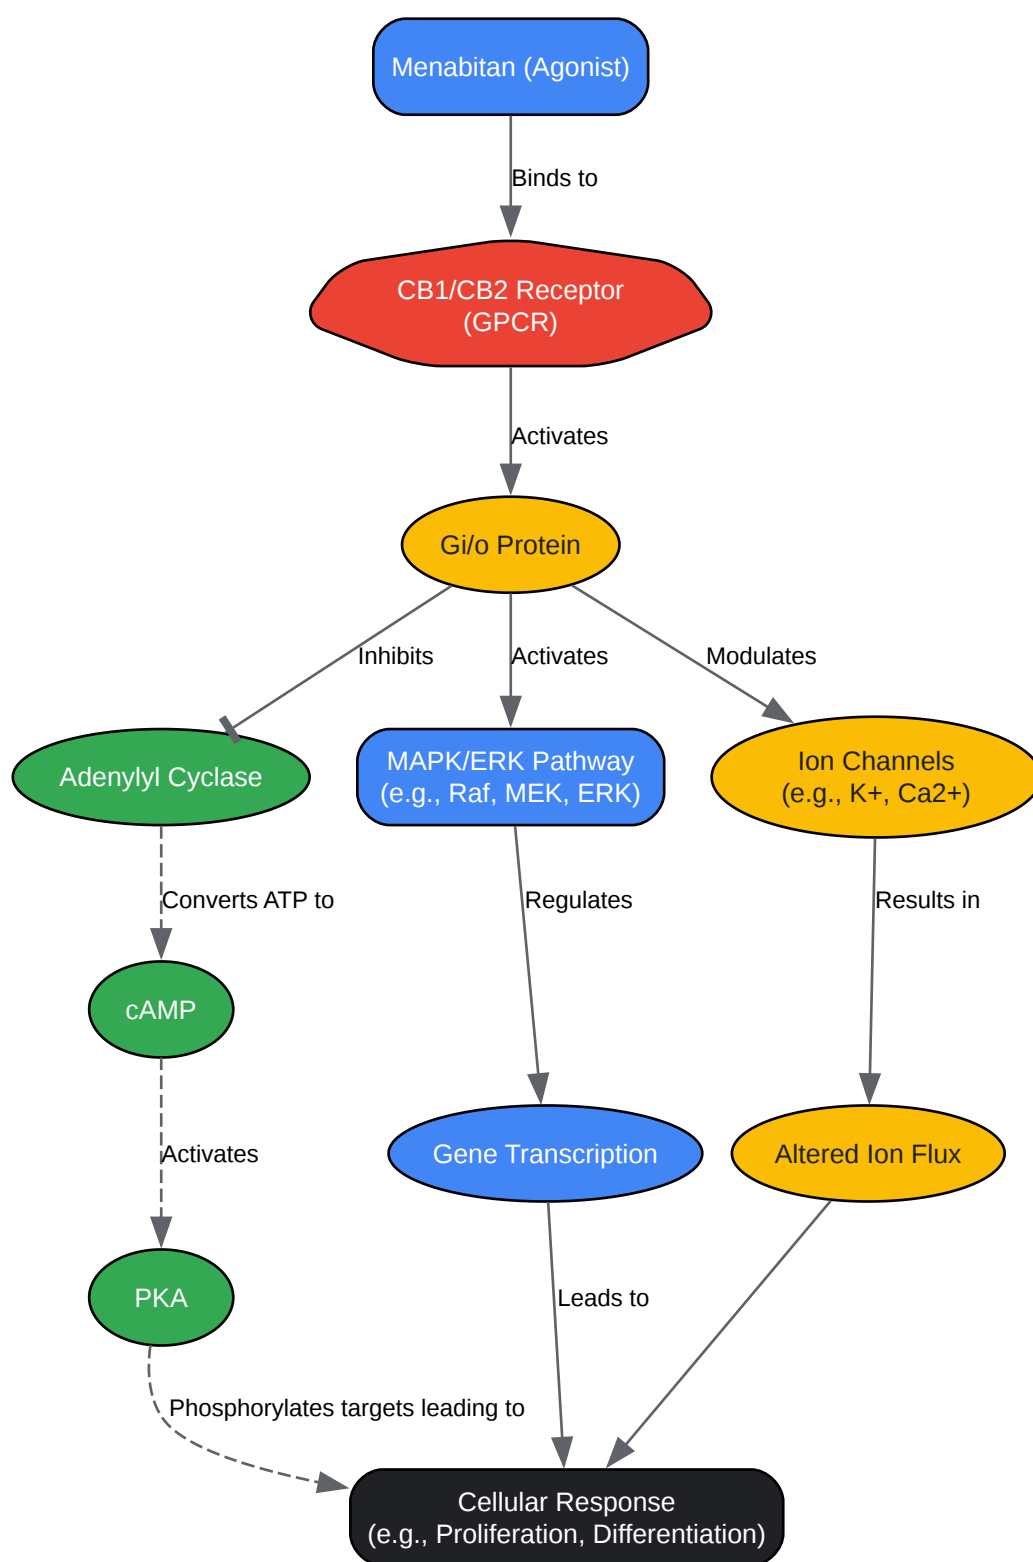 Menabitan (Agonist)
Binds to
CB1/CB2 Receptor
(GPCR)
Activates
Gi/o Protein
Inhibits
Activates
Modulates
Adenylyl Cyclase
MAPK/ERK Pathway
(e.g., Raf, MEK, ERK)
Ion Channels
(e.g., K+, Ca2+)
Converts ATP to
Regulates
Results in
cAMP
Activates
Gene Transcription
Altered Ion Flux
PKA
Leads to
Phosphorylates targets leading to
Cellular Response
(e.g., Proliferation, Differentiation)